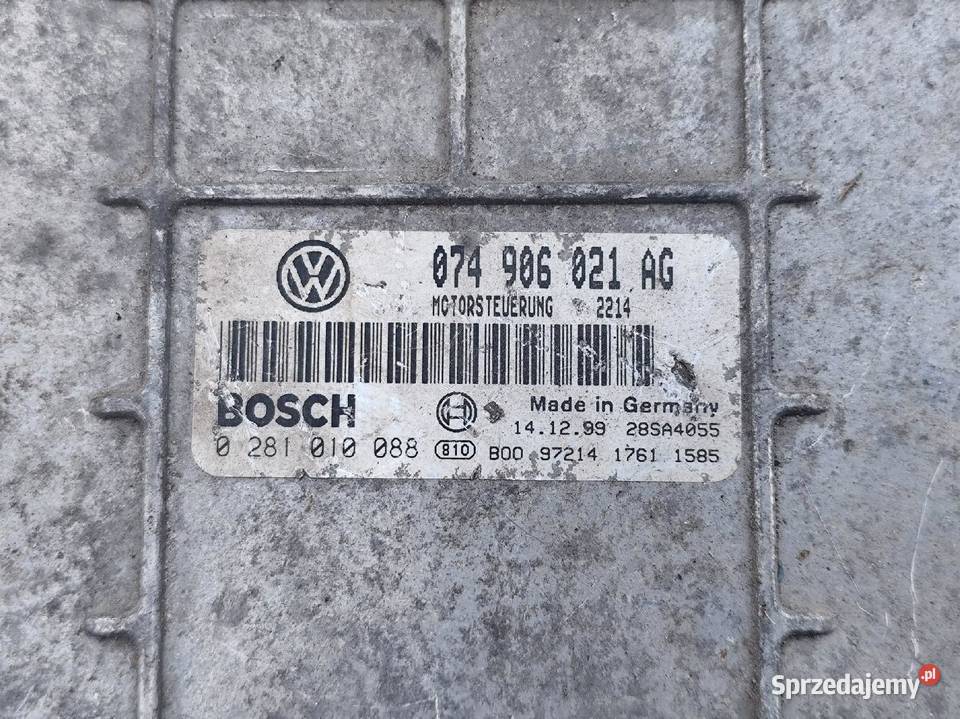 074 906 021 AG
MOTORSTEUERUNG 2214
BOSCH
Made in Germany
14.12.99 28SA4055
0 281 010 088 810 B00 97214 1761 1585
Sprzedajemy.pl